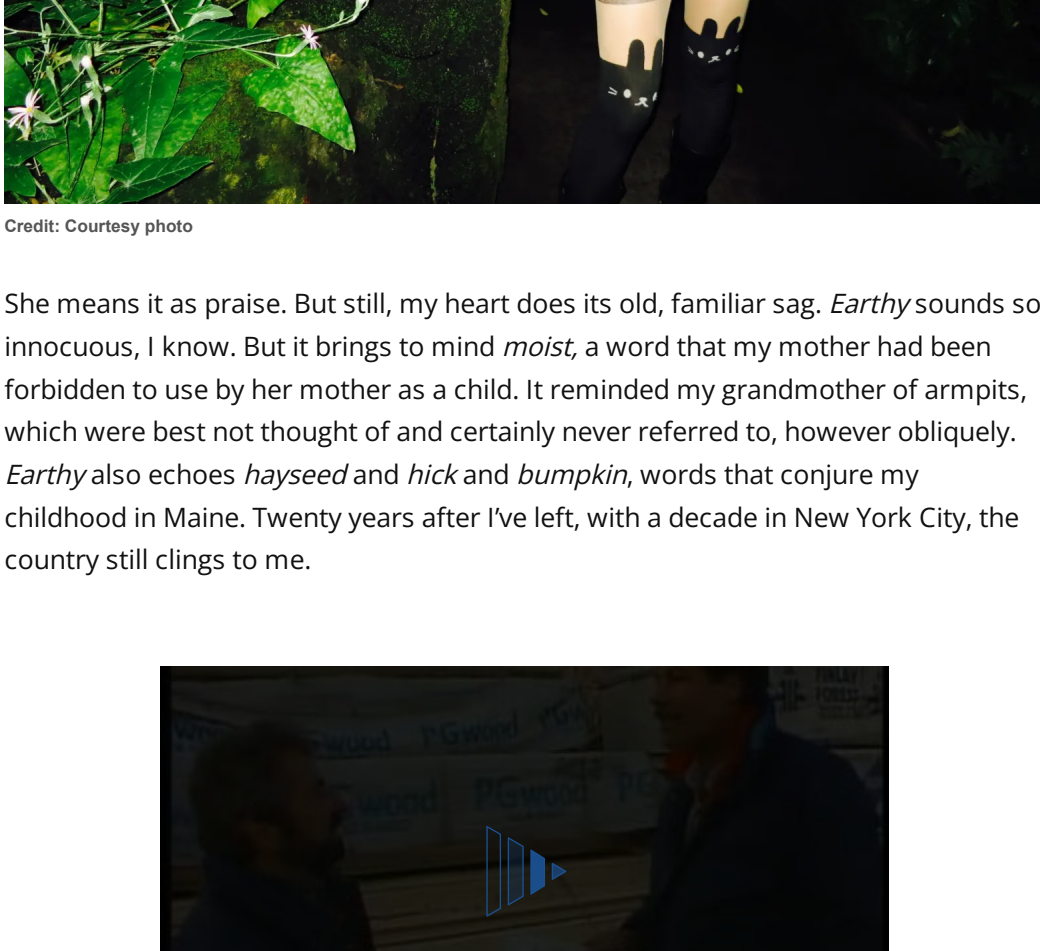 Credit: Courtesy photo
She means it as praise. But still, my heart does its old, familiar sag. Earthy sounds so
innocuous, I know. But it brings to mind moist, a word that my mother had been
forbidden to use by her mother as a child. It reminded my grandmother of armpits,
which were best not thought of and certainly never referred to, however obliquely.
Earthy also echoes hayseed and hick and bumpkin, words that conjure my
childhood in Maine. Twenty years after I’ve left, with a decade in New York City, the
country still clings to me.
PGwood
PGwood